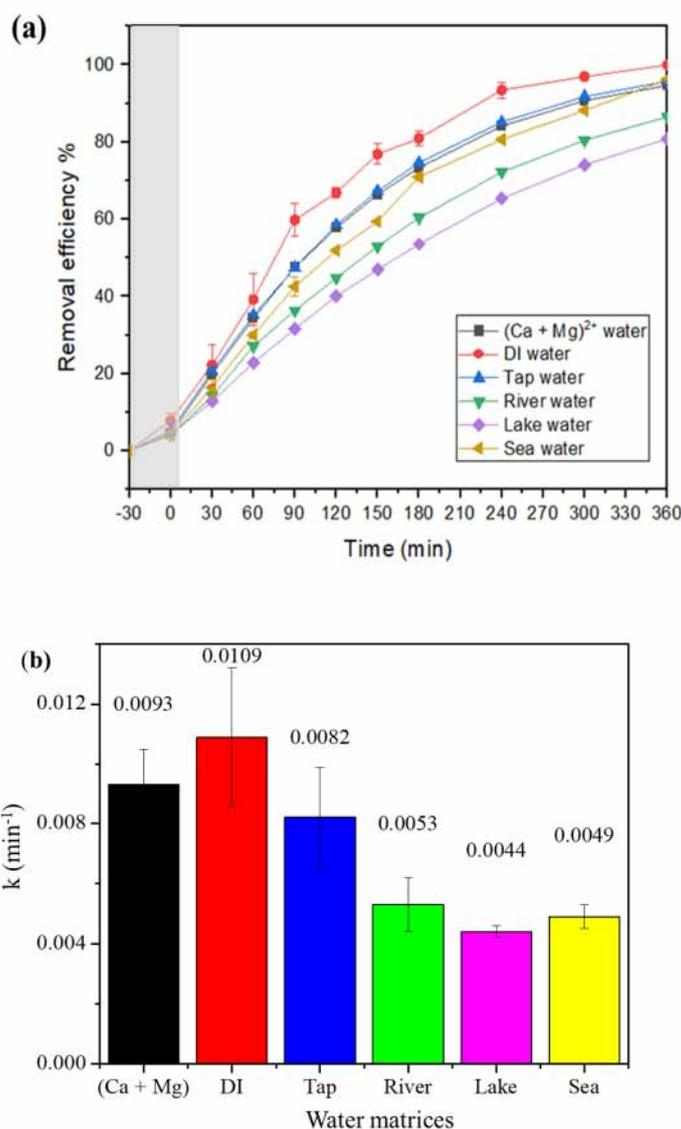 (a)
100
80
60
40
20
0
Removal efficiency %
(Ca + Mg)²⁺ water
DI water
Tap water
River water
Lake water
Sea water
-30 0 30 60 90 120 150 180 210 240 270 300 330 360
Time (min)
(b)
0.0109
0.0093
0.0082
0.0053
0.0044
0.0049
0.012
0.008
0.004
0.000
k (min⁻¹)
(Ca + Mg) DI Tap River Lake Sea
Water matrices